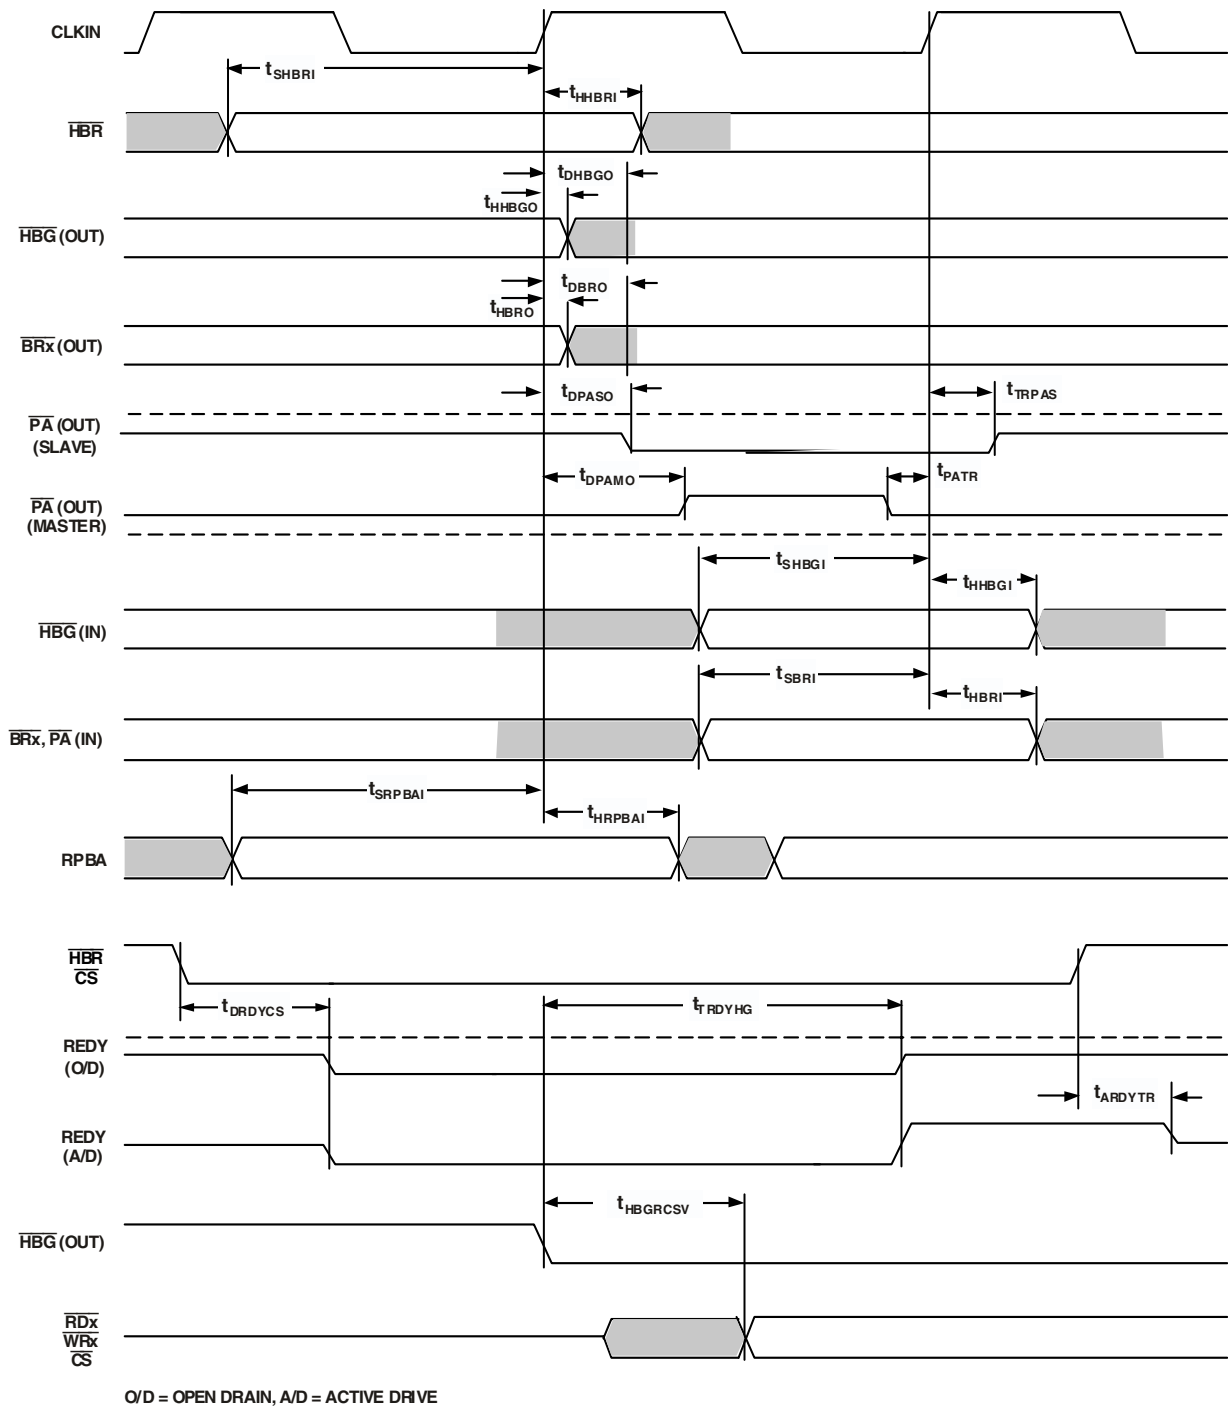 CLKIN
tSHBRI
tHHBRI
HBR
tDHBGO
tHHBGO
HBG (OUT)
tDBRO
tHBRO
BRx (OUT)
tDPASO
tTRPAS
PA (OUT)
(SLAVE)
tDPAMO
tPATR
PA (OUT)
(MASTER)
tSHBGI
tHHBGI
HBG (IN)
tSBRI
tHBRI
BRx, PA (IN)
tSRPBAI
tHRPBAI
RPBA
HBR
CS
tDRDYCS
tTRDYHG
REDY
(O/D)
tARDYTR
REDY
(A/D)
tHBGRCSV
HBG (OUT)
RDx
WRx
CS
O/D = OPEN DRAIN, A/D = ACTIVE DRIVE